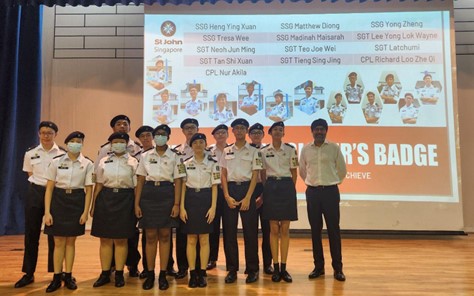 St John
Singapore
SSG Heng Ying Xuan
SSG Matthew Diong
SSG Yong Zheng
SSG Tresa Wee
SSG Madinah Maisarah
SGT Lee Yong Lok Wayne
SGT Neoh Jun Ming
SGT Teo Joe Wei
SGT Latchumi
SGT Tan Shi Xuan
SGT Tieng Sing Jing
CPL Richard Loo Zhe Qi
CPL Nur Akila
R'S BADGE
ACHIEVE